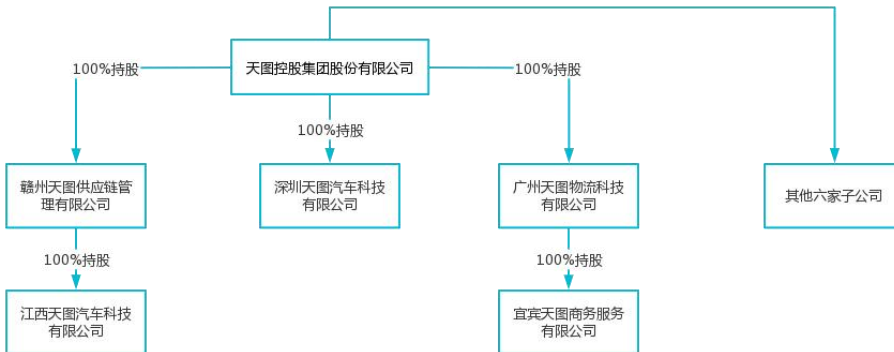 天图控股集团股份有限公司
100%持股
100%持股
100%持股
赣州天图供应链管
理有限公司
深圳天图汽车科技
有限公司
广州天图物流科技
有限公司
其他六家子公司
100%持股
100%持股
江西天图汽车科技
有限公司
宜宾天图商务服务
有限公司